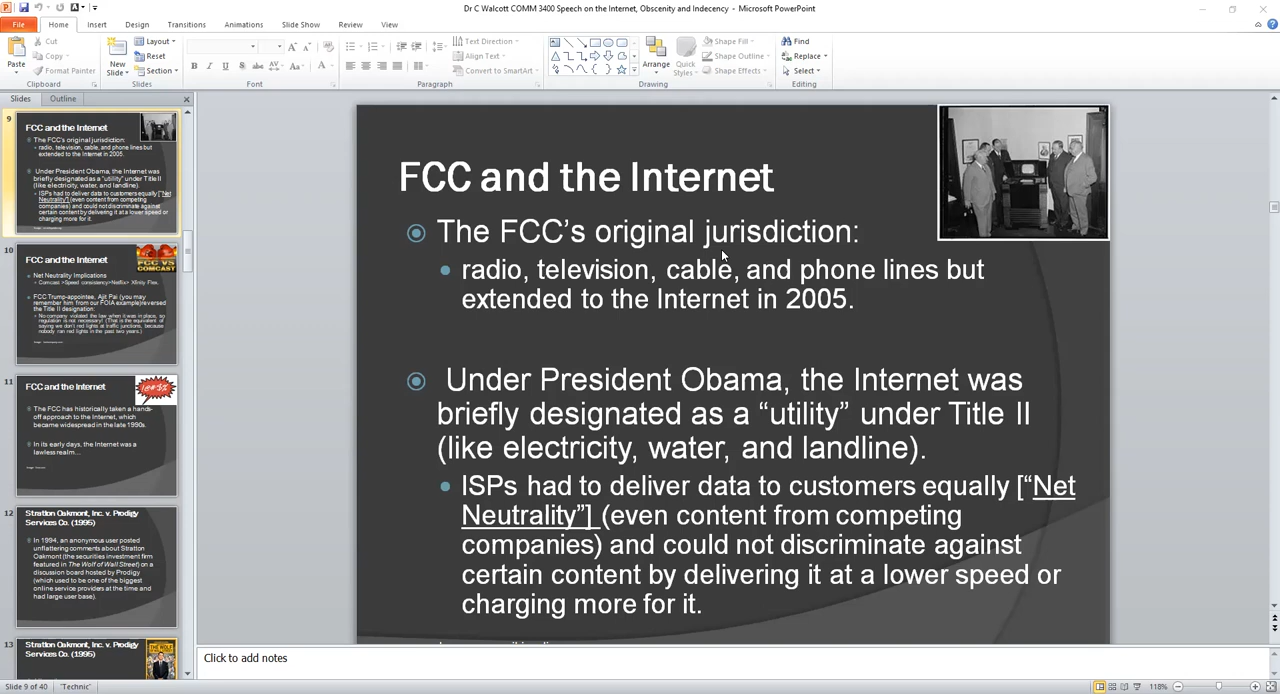 Dr C Walcott COMM 3400 Speech on the Internet, Obscenity and Indecency - Microsoft PowerPoint
File Home Insert Design Transitions Animations Slide Show Review View
Paste
Cut
Copy
Format Painter
Clipboard
New
Slide
Layout
Reset
Section
Slides
B I U S abc AV Aa A
Font
Text Direction
Align Text
Convert to SmartArt
Paragraph
Arrange
Quick
Styles
Shape Fill
Shape Outline
Shape Effects
Drawing
Find
Replace
Select
Editing
Slides Outline
9
FCC and the Internet
The FCC's original jurisdiction:
radio, television, cable, and phone lines but
extended to the Internet in 2005.
Under President Obama, the Internet was
briefly designated as a "utility" under Title II
(like electricity, water, and landline).
ISPs had to deliver data to customers equally ["Net
Neutrality"] (even content from competing
companies) and could not discriminate against
certain content by delivering it at a lower speed or
charging more for it.
10
FCC and the Internet
FCC VS
COMCAST
Net Neutrality Implications
Comcast >Speed consistency>Netflix> Xfinity Flex.
FCC Trump-appointee, Ajit Pai (you may
remember him from our FOIA example)reversed
the Title II designation:
No company violated the law when it was in place, so
regulation is not necessary! (That is the equivalent of
saying we don't red lights at traffic junctions, because
nobody ran red lights in the past two years.)
11
FCC and the Internet
The FCC has historically taken a hands-
off approach to the Internet, which
became widespread in the late 1990s.
In its early days, the Internet was a
lawless realm…
12
Stratton Oakmont, Inc. v. Prodigy
Services Co. (1995)
In 1994, an anonymous user posted
unflattering comments about Stratton
Oakmont (the securities investment firm
featured in The Wolf of Wall Street) on a
discussion board hosted by Prodigy
(which used to be one of the biggest
online service providers at the time and
had large user base).
13
Stratton Oakmont, Inc. v. Prodigy
Services Co. (1995)
FCC and the Internet
The FCC's original jurisdiction:
radio, television, cable, and phone lines but
extended to the Internet in 2005.
Under President Obama, the Internet was
briefly designated as a "utility" under Title II
(like electricity, water, and landline).
ISPs had to deliver data to customers equally ["Net
Neutrality"] (even content from competing
companies) and could not discriminate against
certain content by delivering it at a lower speed or
charging more for it.
Click to add notes
Slide 9 of 40 "Technic" 118%